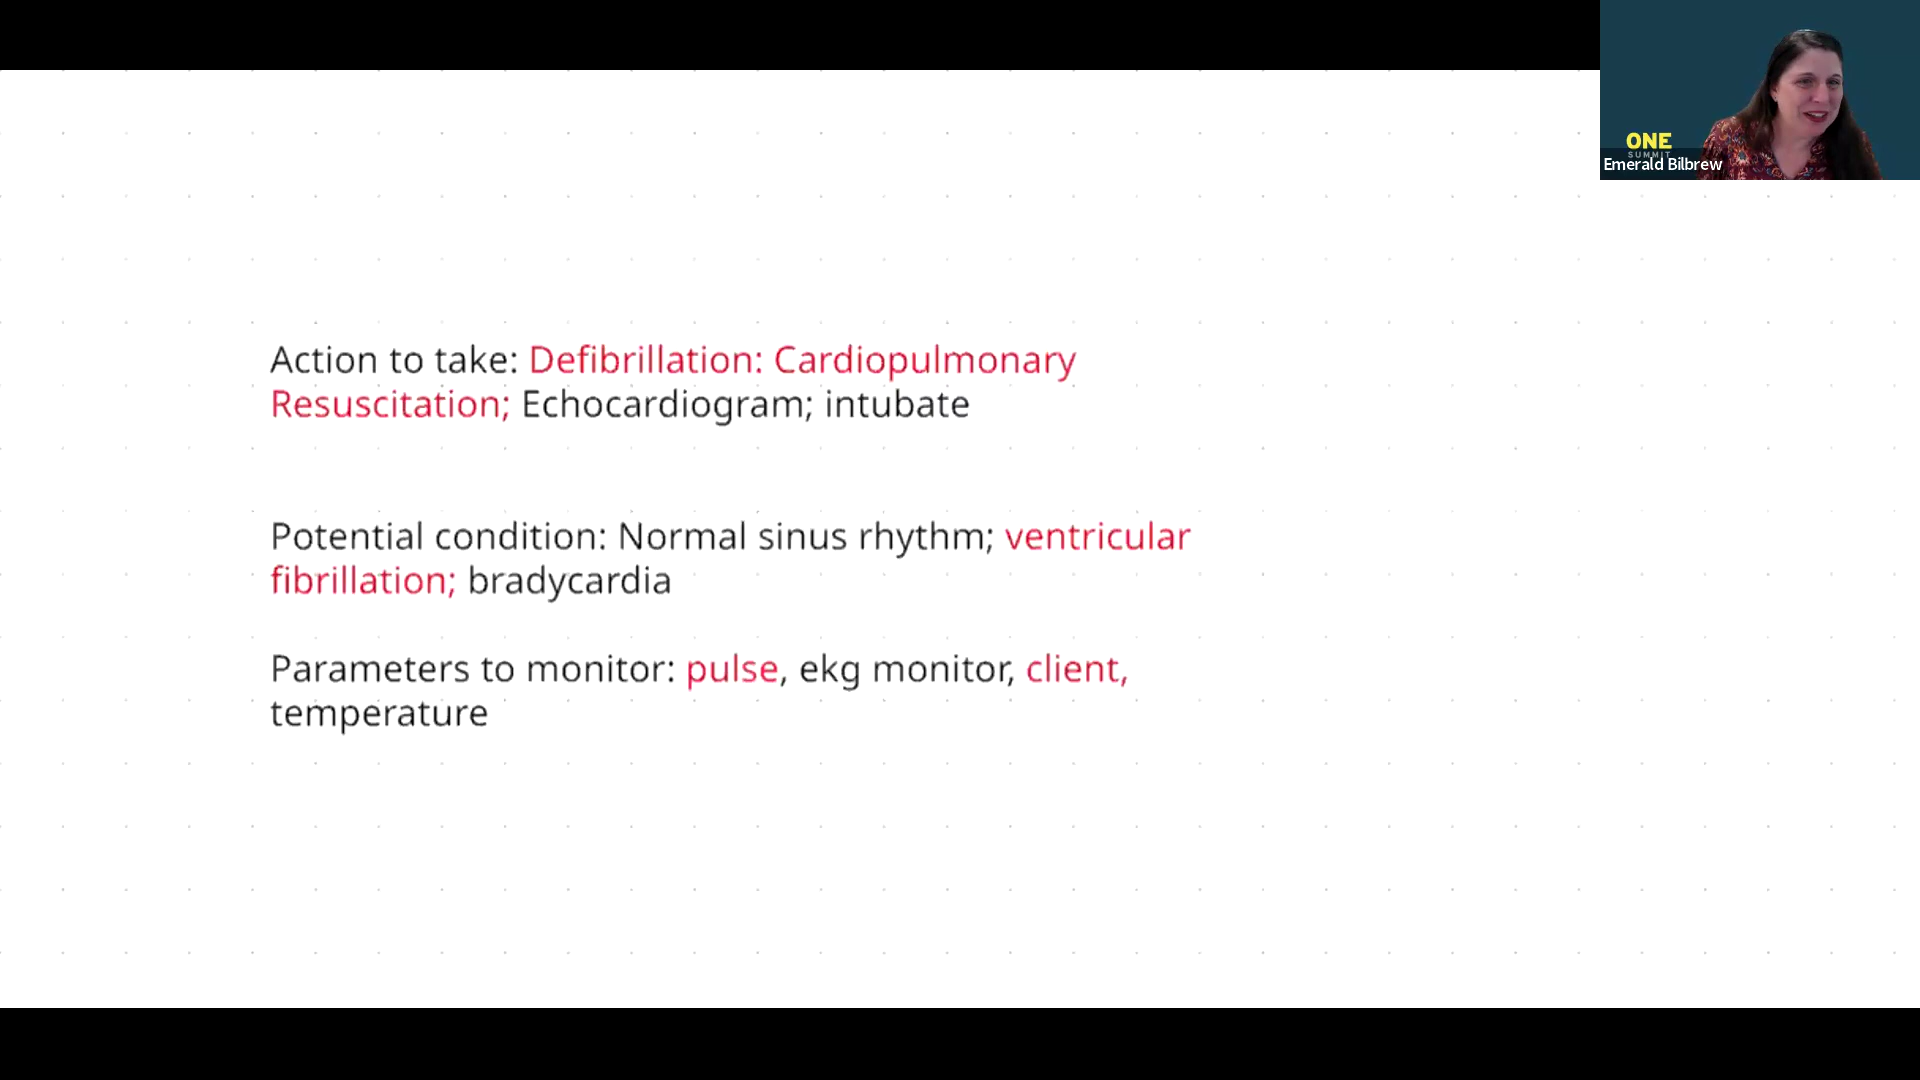 ONE
SUMMIT
Emerald Bilbrew
Action to take: Defibrillation: Cardiopulmonary
Resuscitation; Echocardiogram; intubate
Potential condition: Normal sinus rhythm; ventricular
fibrillation; bradycardia
Parameters to monitor: pulse, ekg monitor, client,
temperature